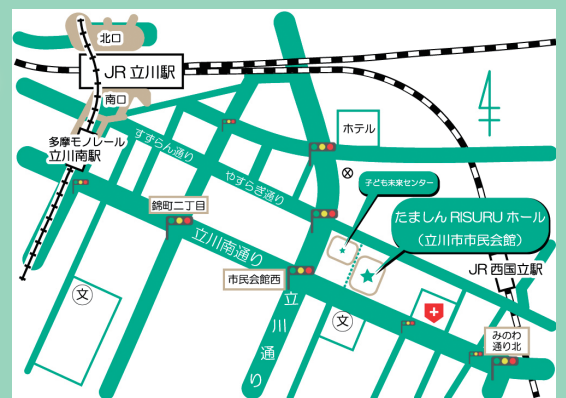 北口
JR 立川駅
南口
多摩モノレール
立川南駅
すずらん通り
ホテル
やすらぎ通り
子ども未来センター
錦町二丁目
たましん RISURU ホール
（立川市市民会館）
立川南通り
JR 西国立駅
市民会館西
文
立川通り
文
みのわ
通り北